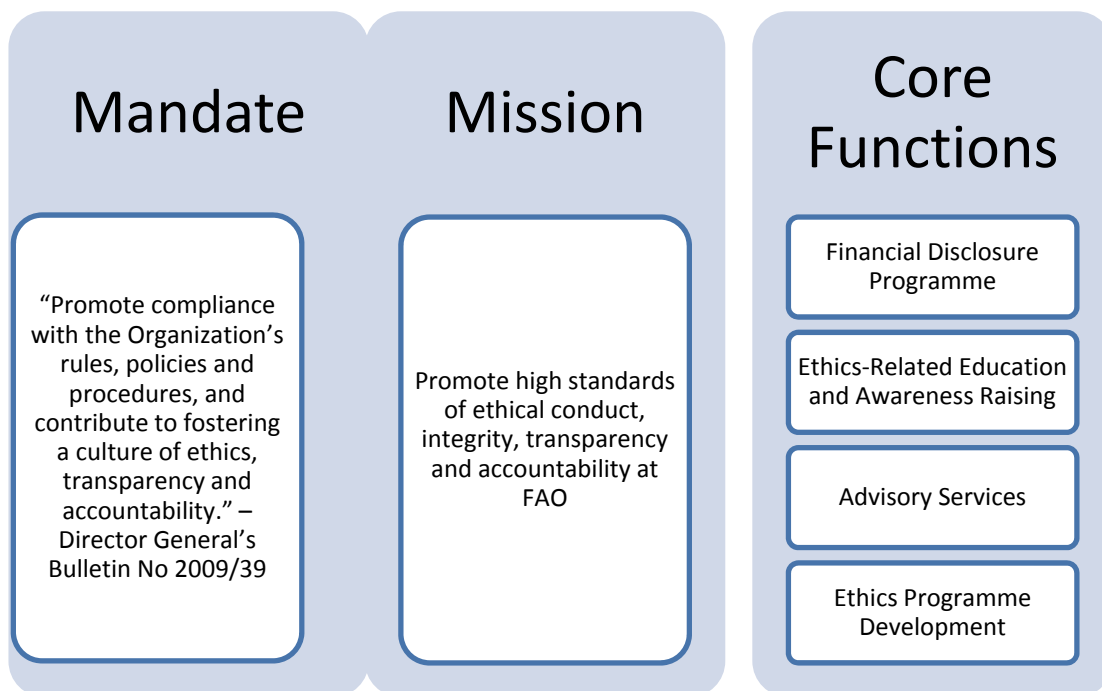 Mandate
“Promote compliance
with the Organization’s
rules, policies and
procedures, and
contribute to fostering
a culture of ethics,
transparency and
accountability.” –
Director General’s
Bulletin No 2009/39
Mission
Promote high standards
of ethical conduct,
integrity, transparency
and accountability at
FAO
Core
Functions
Financial Disclosure
Programme
Ethics-Related Education
and Awareness Raising
Advisory Services
Ethics Programme
Development